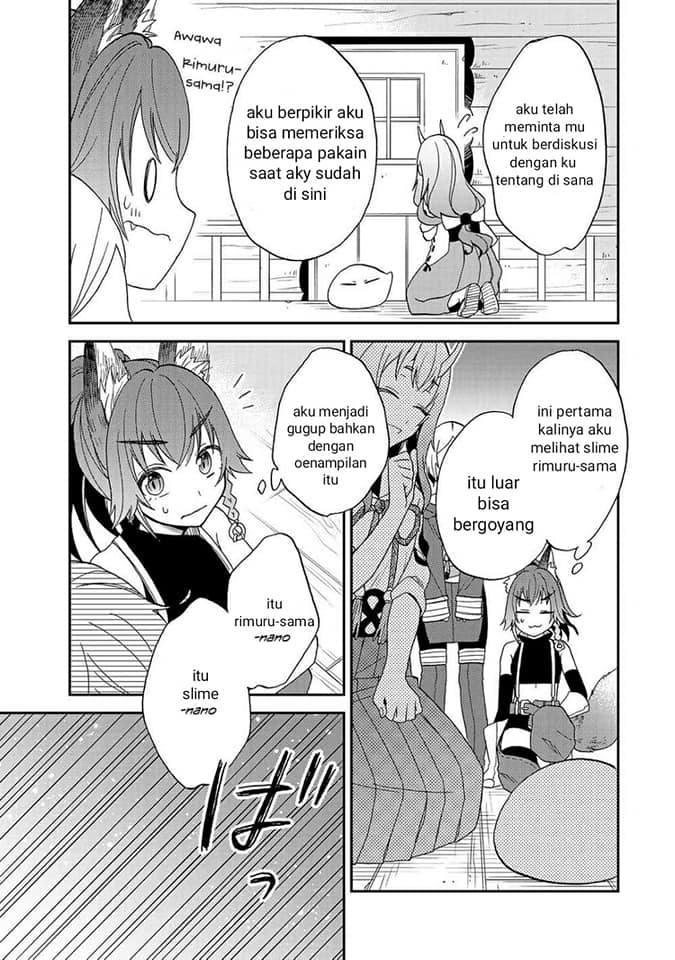 aku telah
meminta mu
untuk berdiskusi
dengan ku
tentang di sana
aku berpikir aku
bisa memeriksa
beberapa pakain
saat aky sudah
di sini
Awawa
Rimuru-
sama!?
ini pertama
kalinya aku
melihat slime
rimuru-sama
itu luar
bisa
bergoyang
aku menjadi
gugup bahkan
dengan
oenampilan
itu
itu
rimuru-sama
-nano
itu
slime
-nano
ばっ